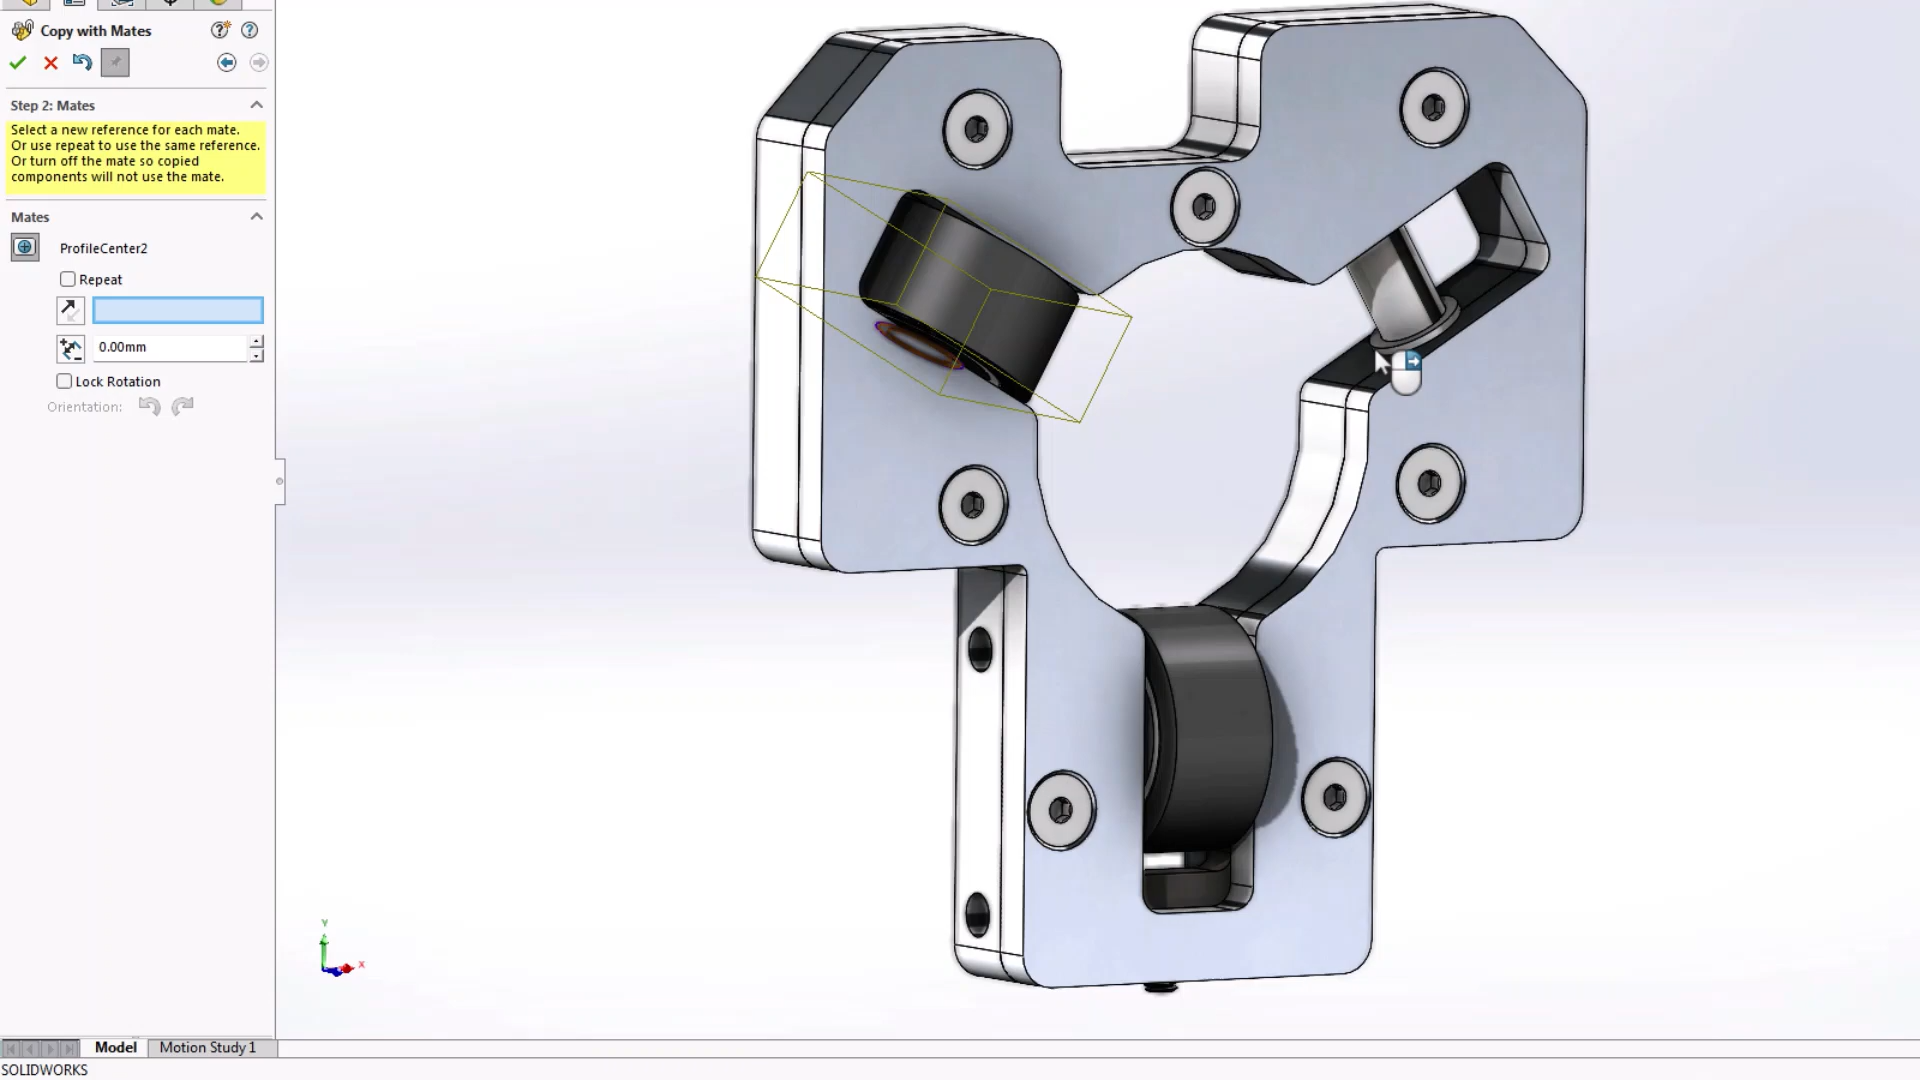 Copy with Mates
Step 2: Mates
Select a new reference for each mate.
Or use repeat to use the same reference.
Or turn off the mate so copied
components will not use the mate.
Mates
ProfileCenter2
Repeat
0.00mm
Lock Rotation
Orientation:
Y
X
Model
Motion Study 1
SOLIDWORKS